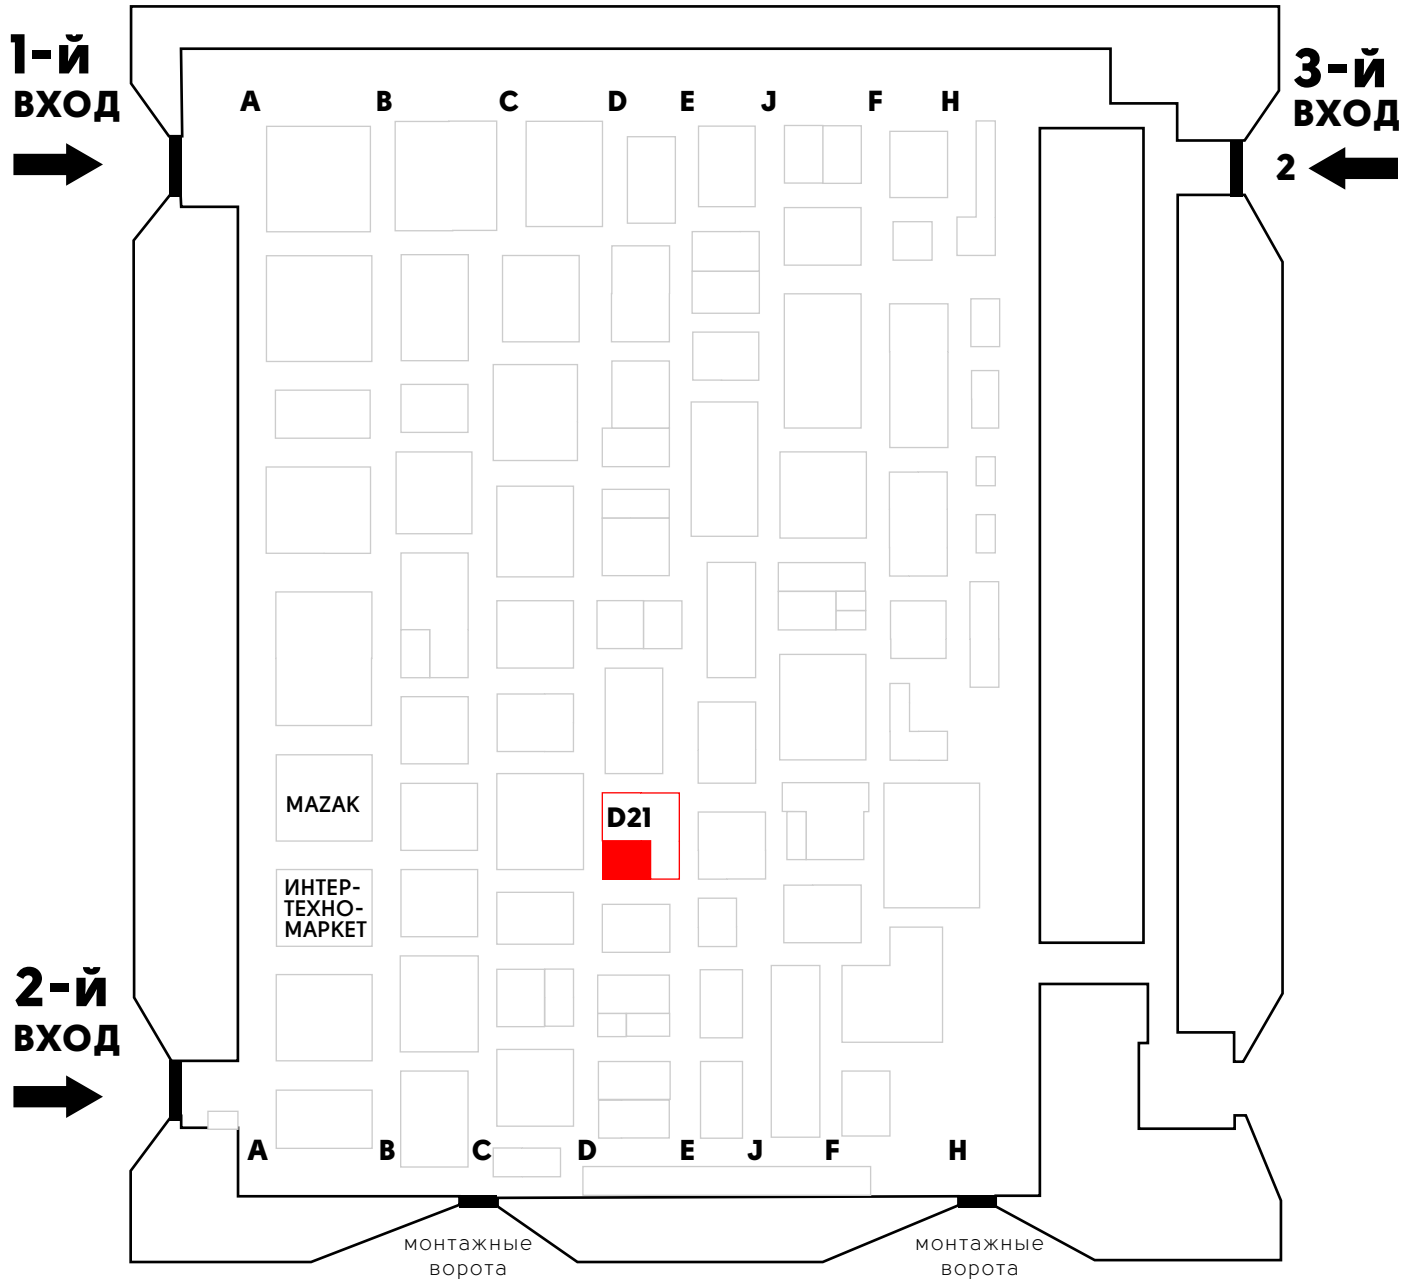 1-й
ВХОД
3-й
ВХОД
2
A B C D E J F H
MAZAK
D21
ИНТЕР-
ТЕХНО-
МАРКЕТ
2-й
ВХОД
A B C D E J F H
монтажные
ворота
монтажные
ворота